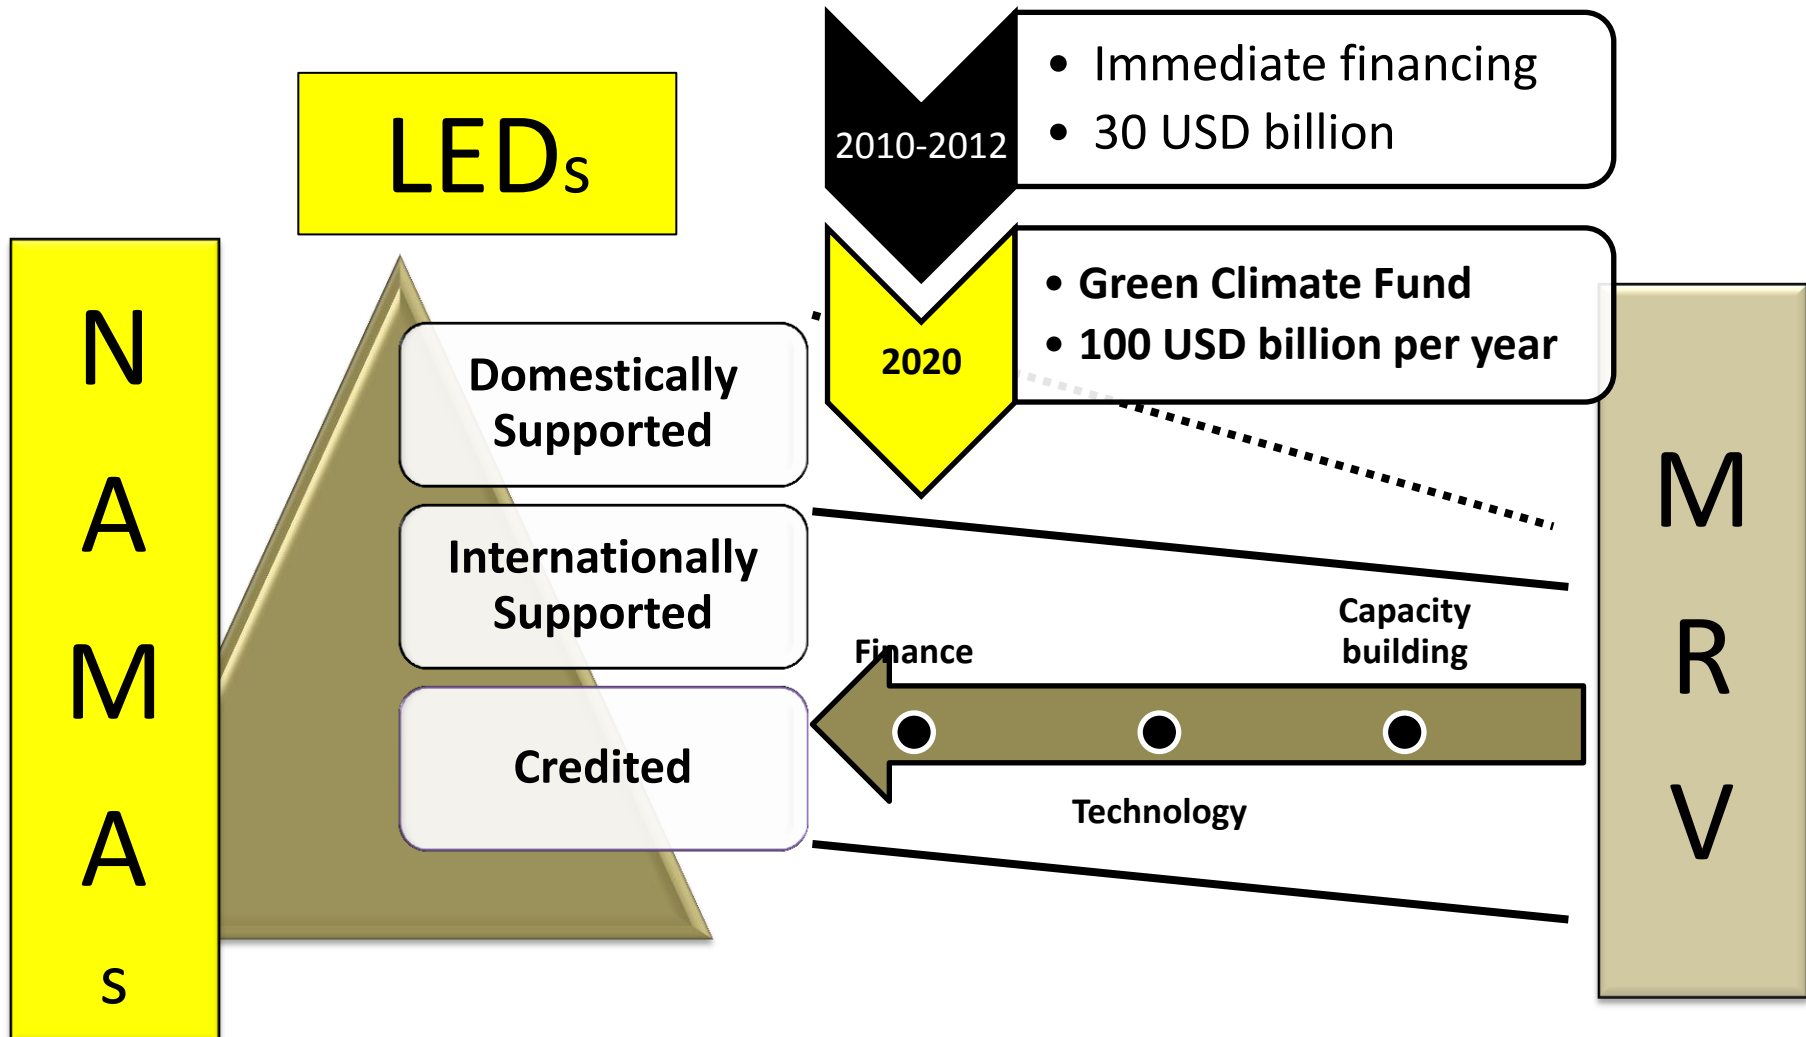 LEDs
2010-2012
• Immediate financing
• 30 USD billion
2020
• Green Climate Fund
• 100 USD billion per year
N
A
M
A
s
Domestically
Supported
Internationally
Supported
Credited
Finance
Capacity
building
Technology
M
R
V